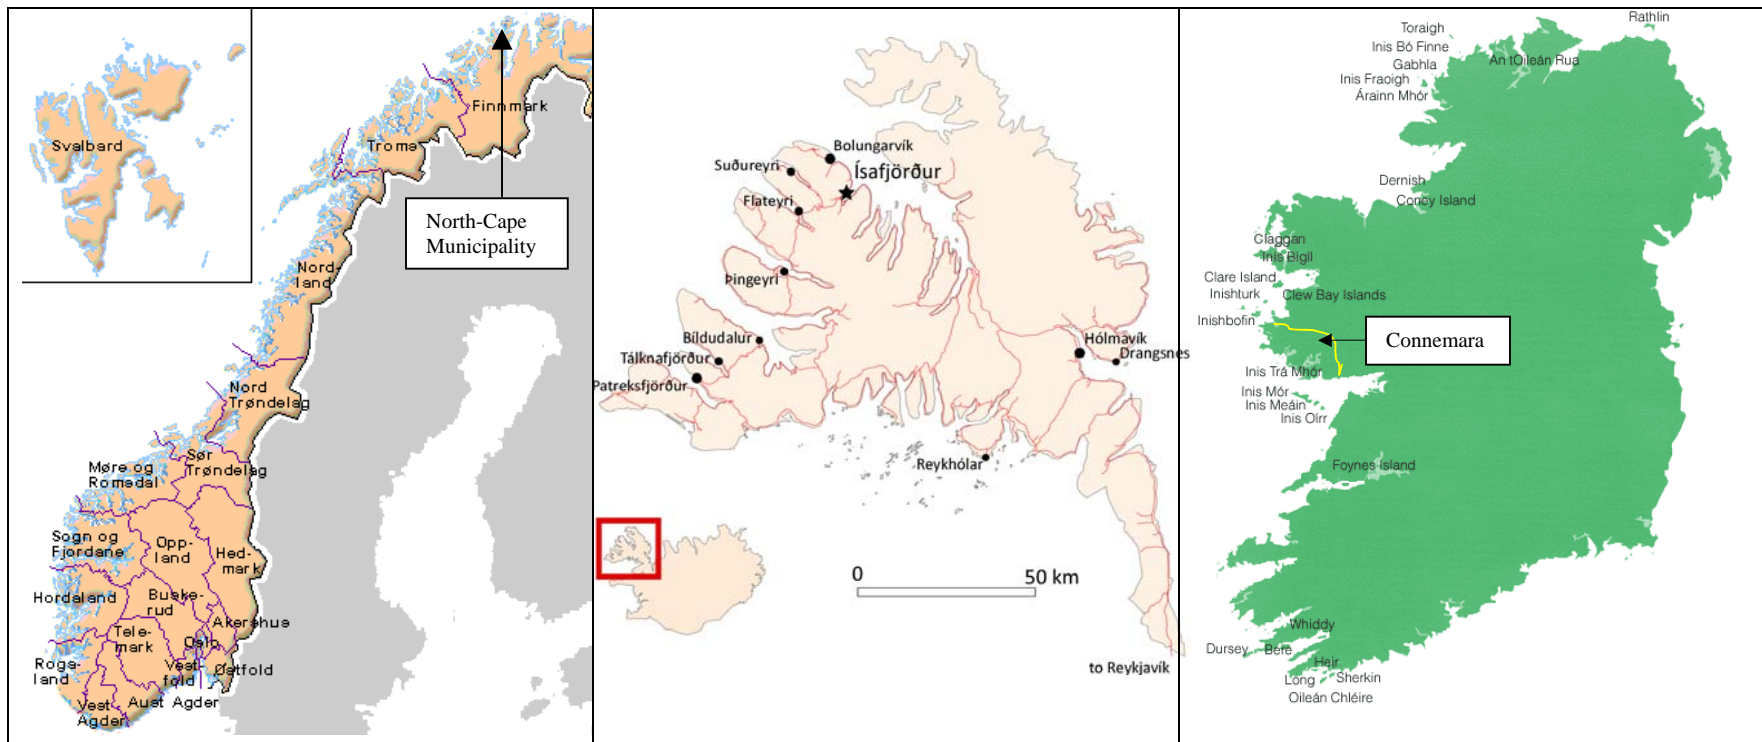 Svalbard
Finnmark
Troms
North-Cape
Municipality
Nord-
land
Nord
Trøndelag
Sør
Trøndelag
Møre og
Romsdal
Sogn og
Fjordane
Opp-
land
Hed-
mark
Hordaland
Buske-
rud
Akershus
Tele-
mark
Oslo
Roga-
land
Vest-
fold
Østfold
Vest
Agder
Aust Agder
Bolungarvík
Suðureyri
Ísafjörður
Flateyri
Þingeyri
Bíldudalur
Tálknafjörður
Patreksfjörður
Hólmavík
Drangsnes
Reykhólar
0
50 km
to Reykjavík
Rathlin
Toraigh
Inis Bó Finne
Gabhla
An tOileán Rua
Inis Fraoigh
Árainn Mhór
Dernish
Coney Island
Claggan
Inis Bigil
Clare Island
Inishturk
Clew Bay Islands
Inishbofin
Connemara
Inis Trá Mhór
Inis Mór
Inis Meáin
Inis Oírr
Foynes Island
Whiddy
Dursey
Bere
Heir
Long
Sherkin
Oileán Chléire